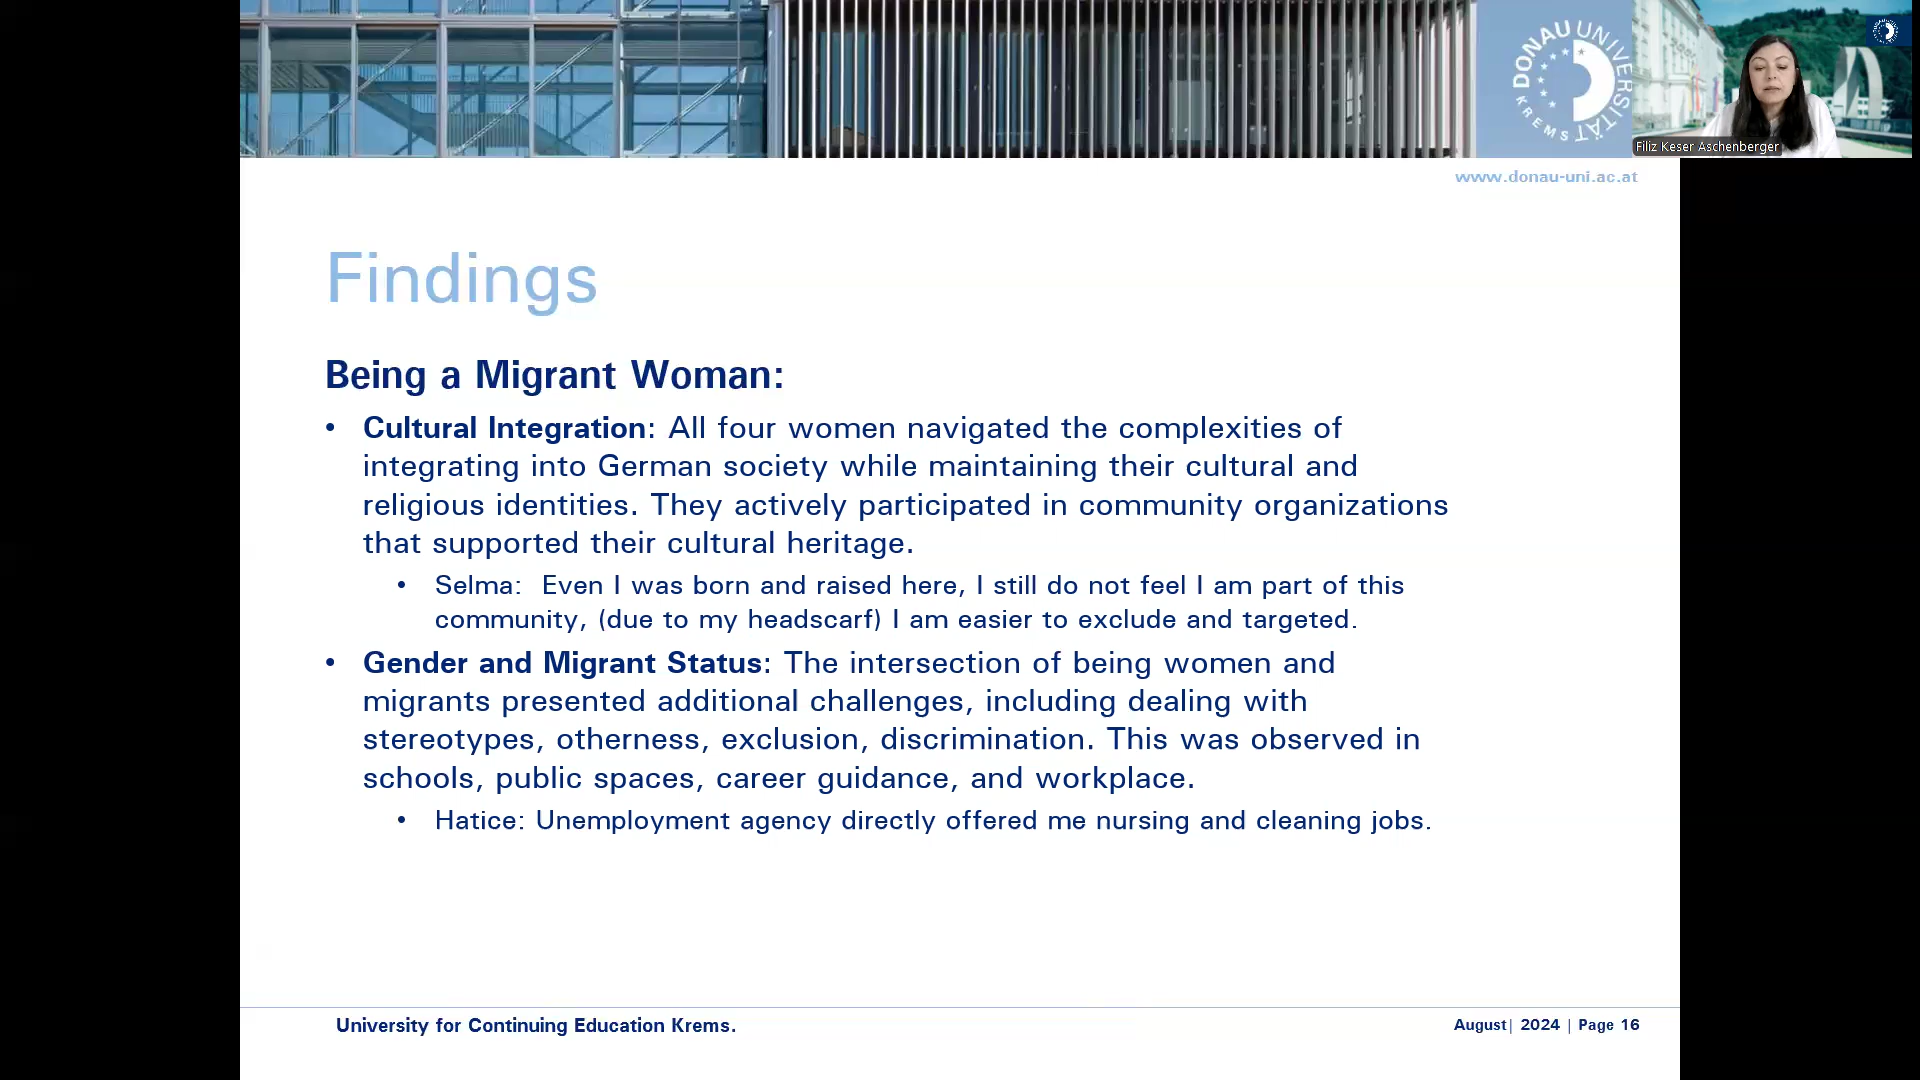 DONAU UNIVERSITÄT
KREMS
Filiz Keser Aschenberger
www.donau-uni.ac.at
Findings
Being a Migrant Woman:
• Cultural Integration: All four women navigated the complexities of
integrating into German society while maintaining their cultural and
religious identities. They actively participated in community organizations
that supported their cultural heritage.
• Selma: Even I was born and raised here, I still do not feel I am part of this
community, (due to my headscarf) I am easier to exclude and targeted.
• Gender and Migrant Status: The intersection of being women and
migrants presented additional challenges, including dealing with
stereotypes, otherness, exclusion, discrimination. This was observed in
schools, public spaces, career guidance, and workplace.
• Hatice: Unemployment agency directly offered me nursing and cleaning jobs.
University for Continuing Education Krems.
August| 2024 | Page 16